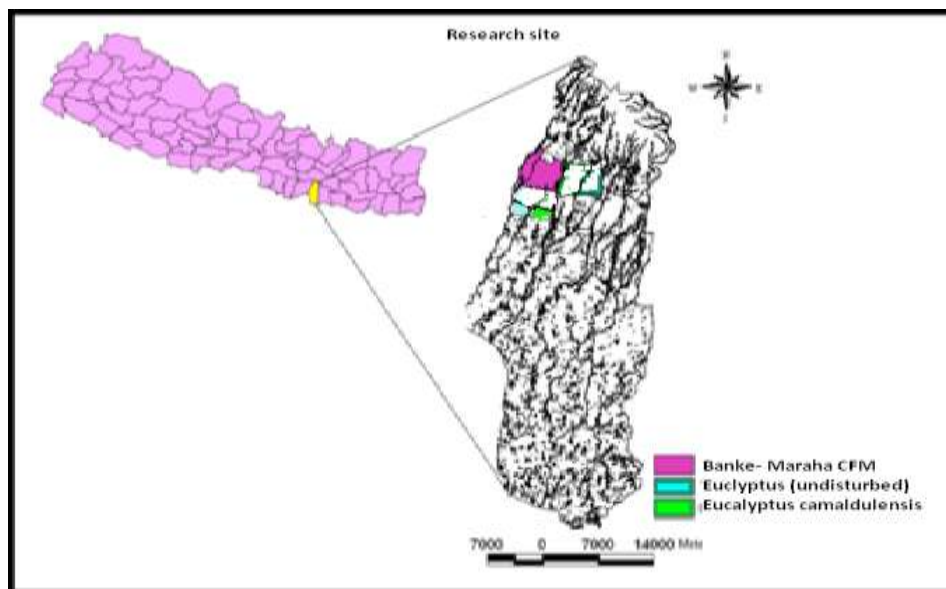 Research site
Banke- Maraha CFM
Euclyptus (undisturbed)
Eucalyptus camaldulensis
7000 0 7000 14000 Mete